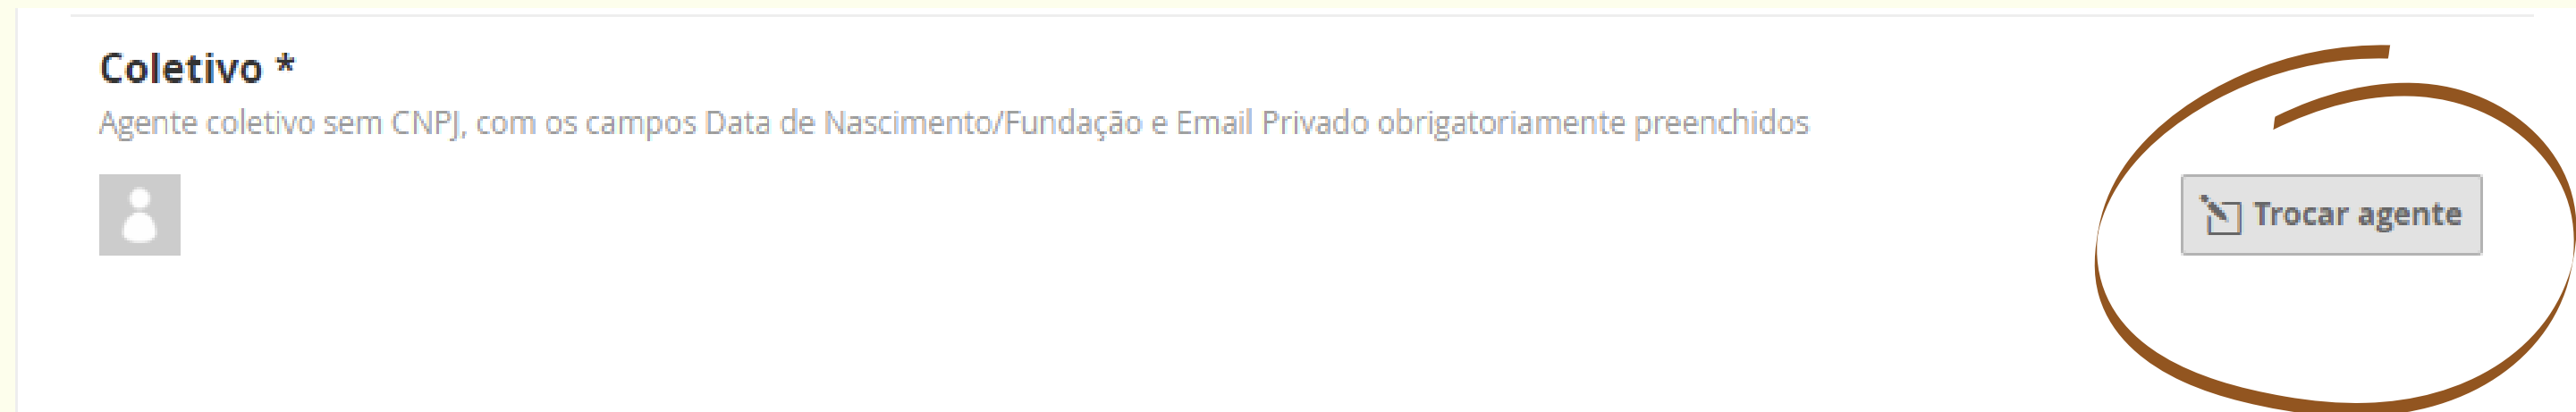 Coletivo *
Agente coletivo sem CNPJ, com os campos Data de Nascimento/Fundação e Email Privado obrigatoriamente preenchidos
Trocar agente